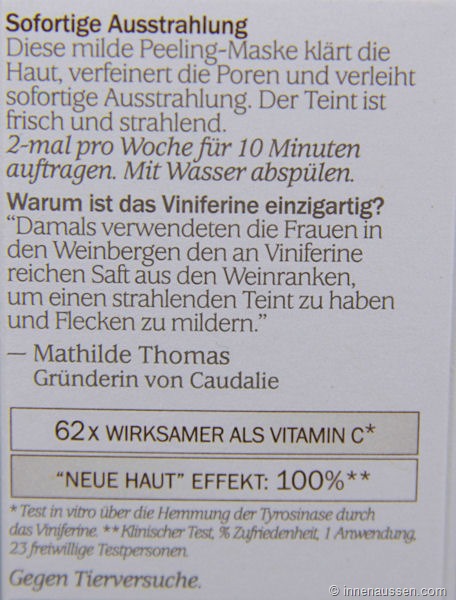 Sofortige Ausstrahlung
Diese milde Peeling-Maske klärt die
Haut, verfeinert die Poren und verleiht
sofortige Ausstrahlung. Der Teint ist
frisch und strahlend.
2-mal pro Woche für 10 Minuten
auftragen. Mit Wasser abspülen.
Warum ist das Viniferine einzigartig?
“Damals verwendeten die Frauen in
den Weinbergen den an Viniferine
reichen Saft aus den Weinranken,
um einen strahlenden Teint zu haben
und Flecken zu mildern.”
— Mathilde Thomas
Gründerin von Caudalie
62X WIRKSAMER ALS VITAMIN C*
“NEUE HAUT” EFFEKT: 100%**
* Test in vitro über die Hemmung der Tyrosinase durch
das Viniferine. ** Klinischer Test, % Zufriedenheit, 1 Anwendung,
23 freiwillige Testpersonen.
Gegen Tierversuche.
© innenaussen.com